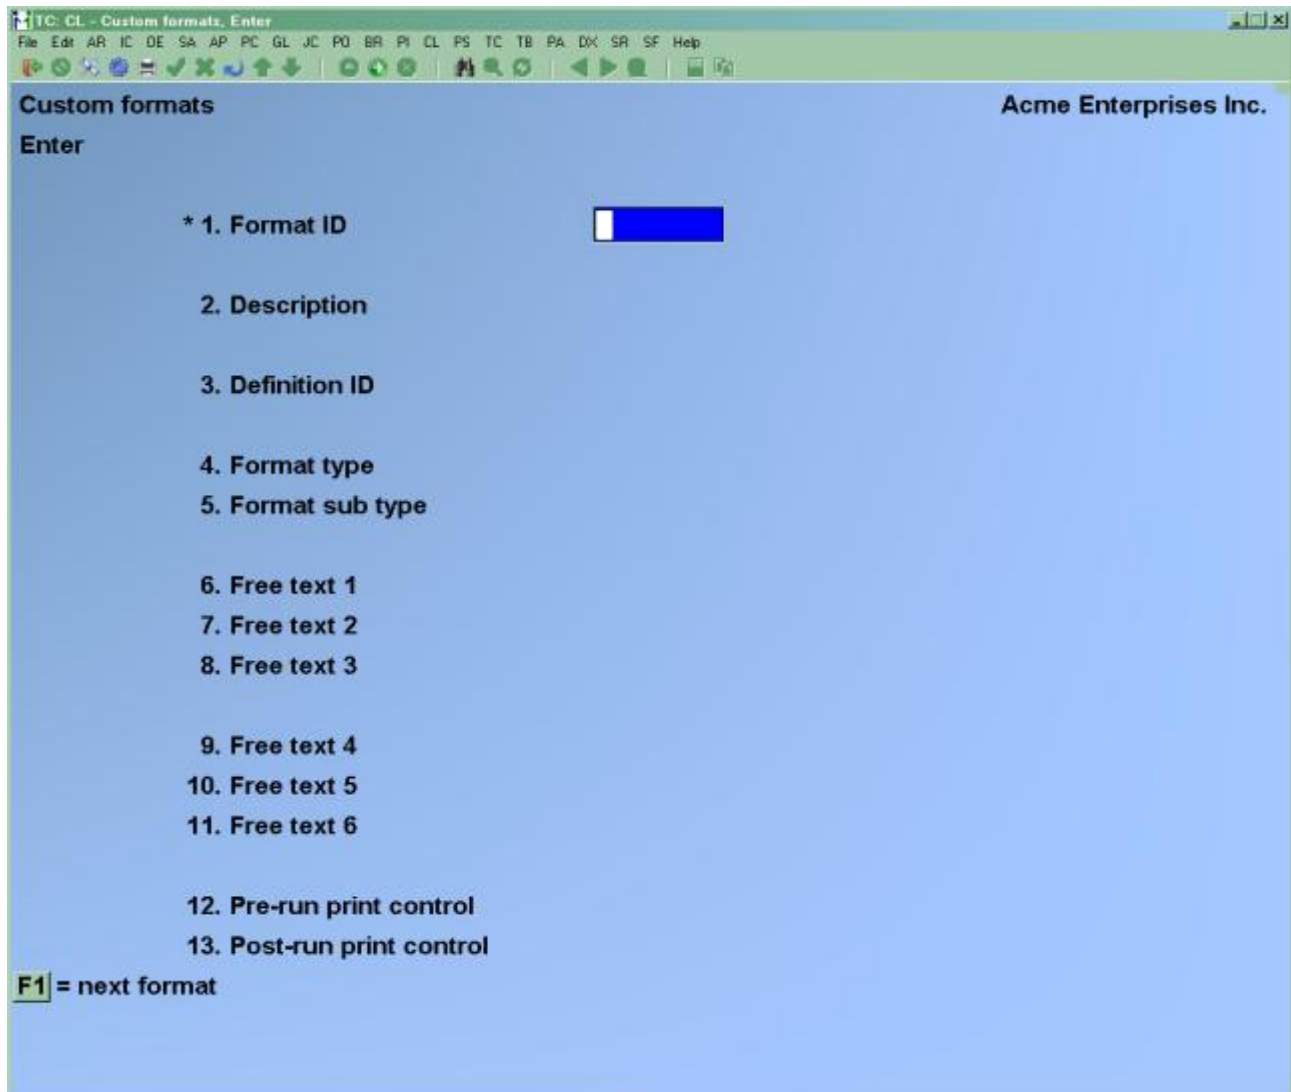 TC: CL - Custom formats, Enter
File Edit AR IC OE SA AP PC GL JC PO BR PI CL PS TC TB PA DX SR SF Help
Custom formats Acme Enterprises Inc.
Enter
* 1. Format ID
2. Description
3. Definition ID
4. Format type
5. Format sub type
6. Free text 1
7. Free text 2
8. Free text 3
9. Free text 4
10. Free text 5
11. Free text 6
12. Pre-run print control
13. Post-run print control
F1 = next format